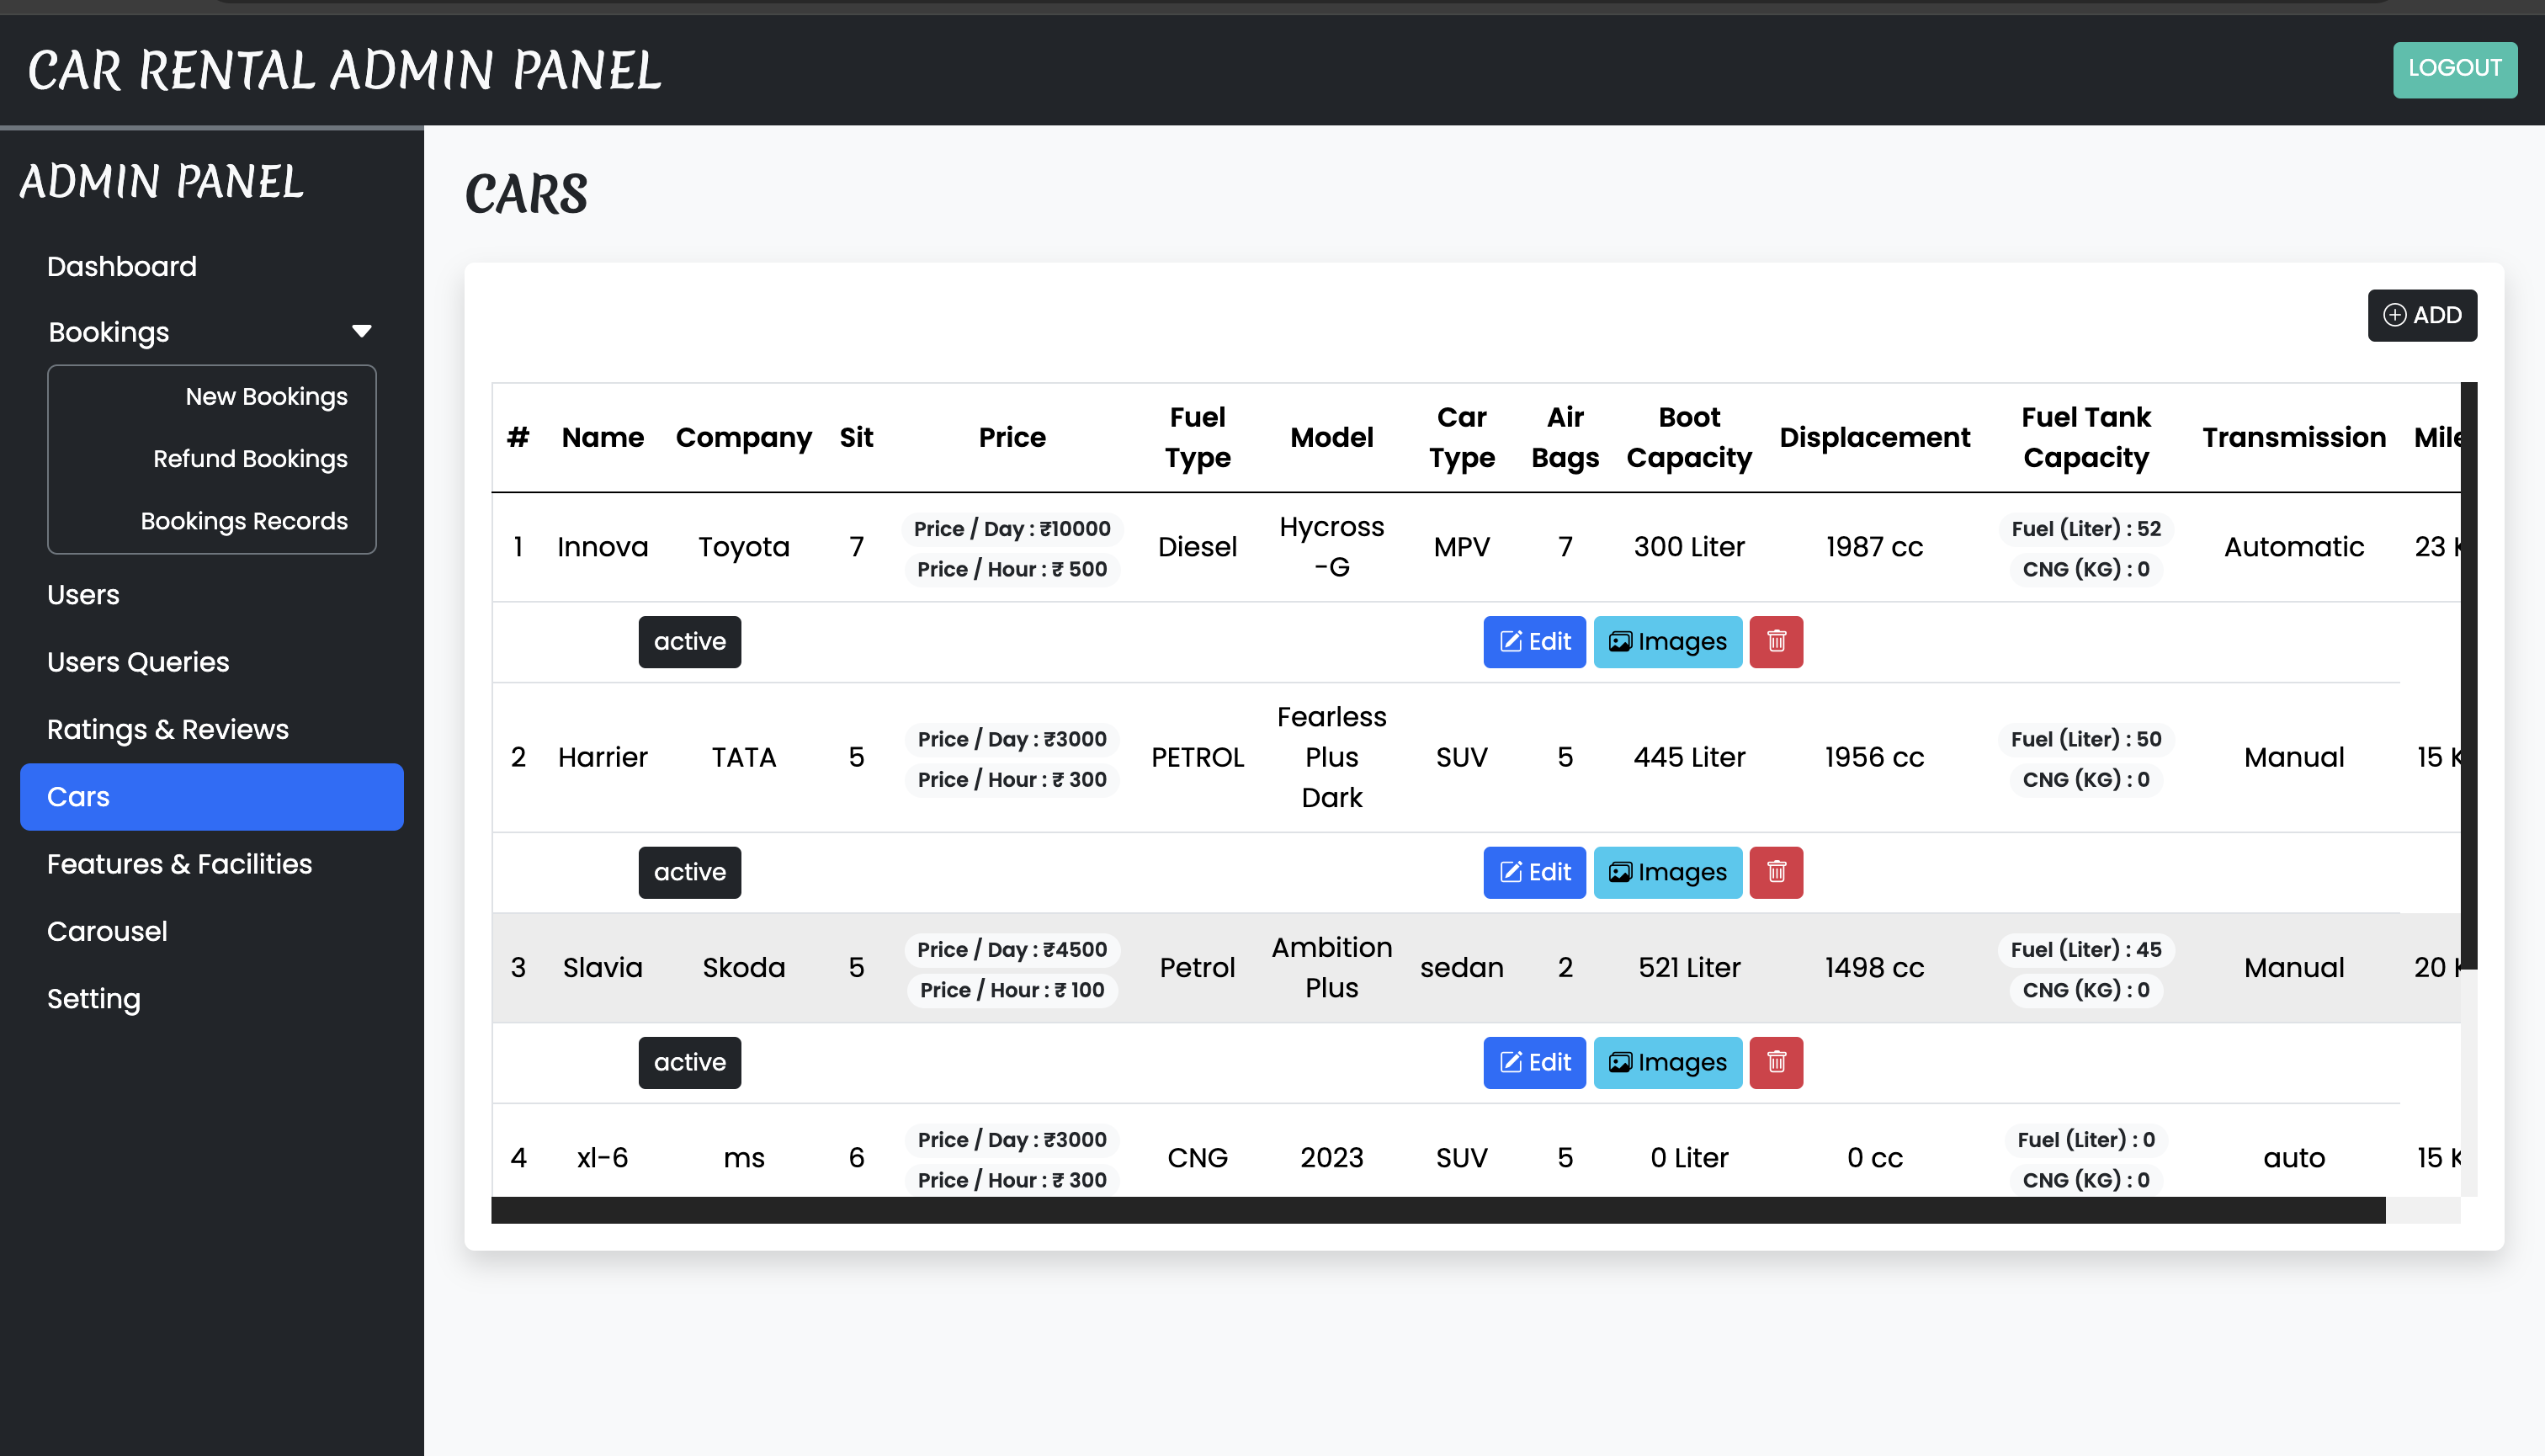 CAR RENTAL ADMIN PANEL
LOGOUT
ADMIN PANEL
Dashboard
Bookings
New Bookings
Refund Bookings
Bookings Records
Users
Users Queries
Ratings & Reviews
Cars
Features & Facilities
Carousel
Setting
CARS
ADD
# Name Company Sit Price Fuel Type Model Car Type Air Bags Boot Capacity Displacement Fuel Tank Capacity Transmission Mile
1 Innova Toyota 7 Price / Day : ₹10000 Price / Hour : ₹ 500 Diesel Hycross -G MPV 7 300 Liter 1987 cc Fuel (Liter) : 52 CNG (KG) : 0 Automatic 23 K
active Edit Images
2 Harrier TATA 5 Price / Day : ₹3000 Price / Hour : ₹ 300 PETROL Fearless Plus Dark SUV 5 445 Liter 1956 cc Fuel (Liter) : 50 CNG (KG) : 0 Manual 15 K
active Edit Images
3 Slavia Skoda 5 Price / Day : ₹4500 Price / Hour : ₹ 100 Petrol Ambition Plus sedan 2 521 Liter 1498 cc Fuel (Liter) : 45 CNG (KG) : 0 Manual 20 K
active Edit Images
4 xl-6 ms 6 Price / Day : ₹3000 Price / Hour : ₹ 300 CNG 2023 SUV 5 0 Liter 0 cc Fuel (Liter) : 0 CNG (KG) : 0 auto 15 K